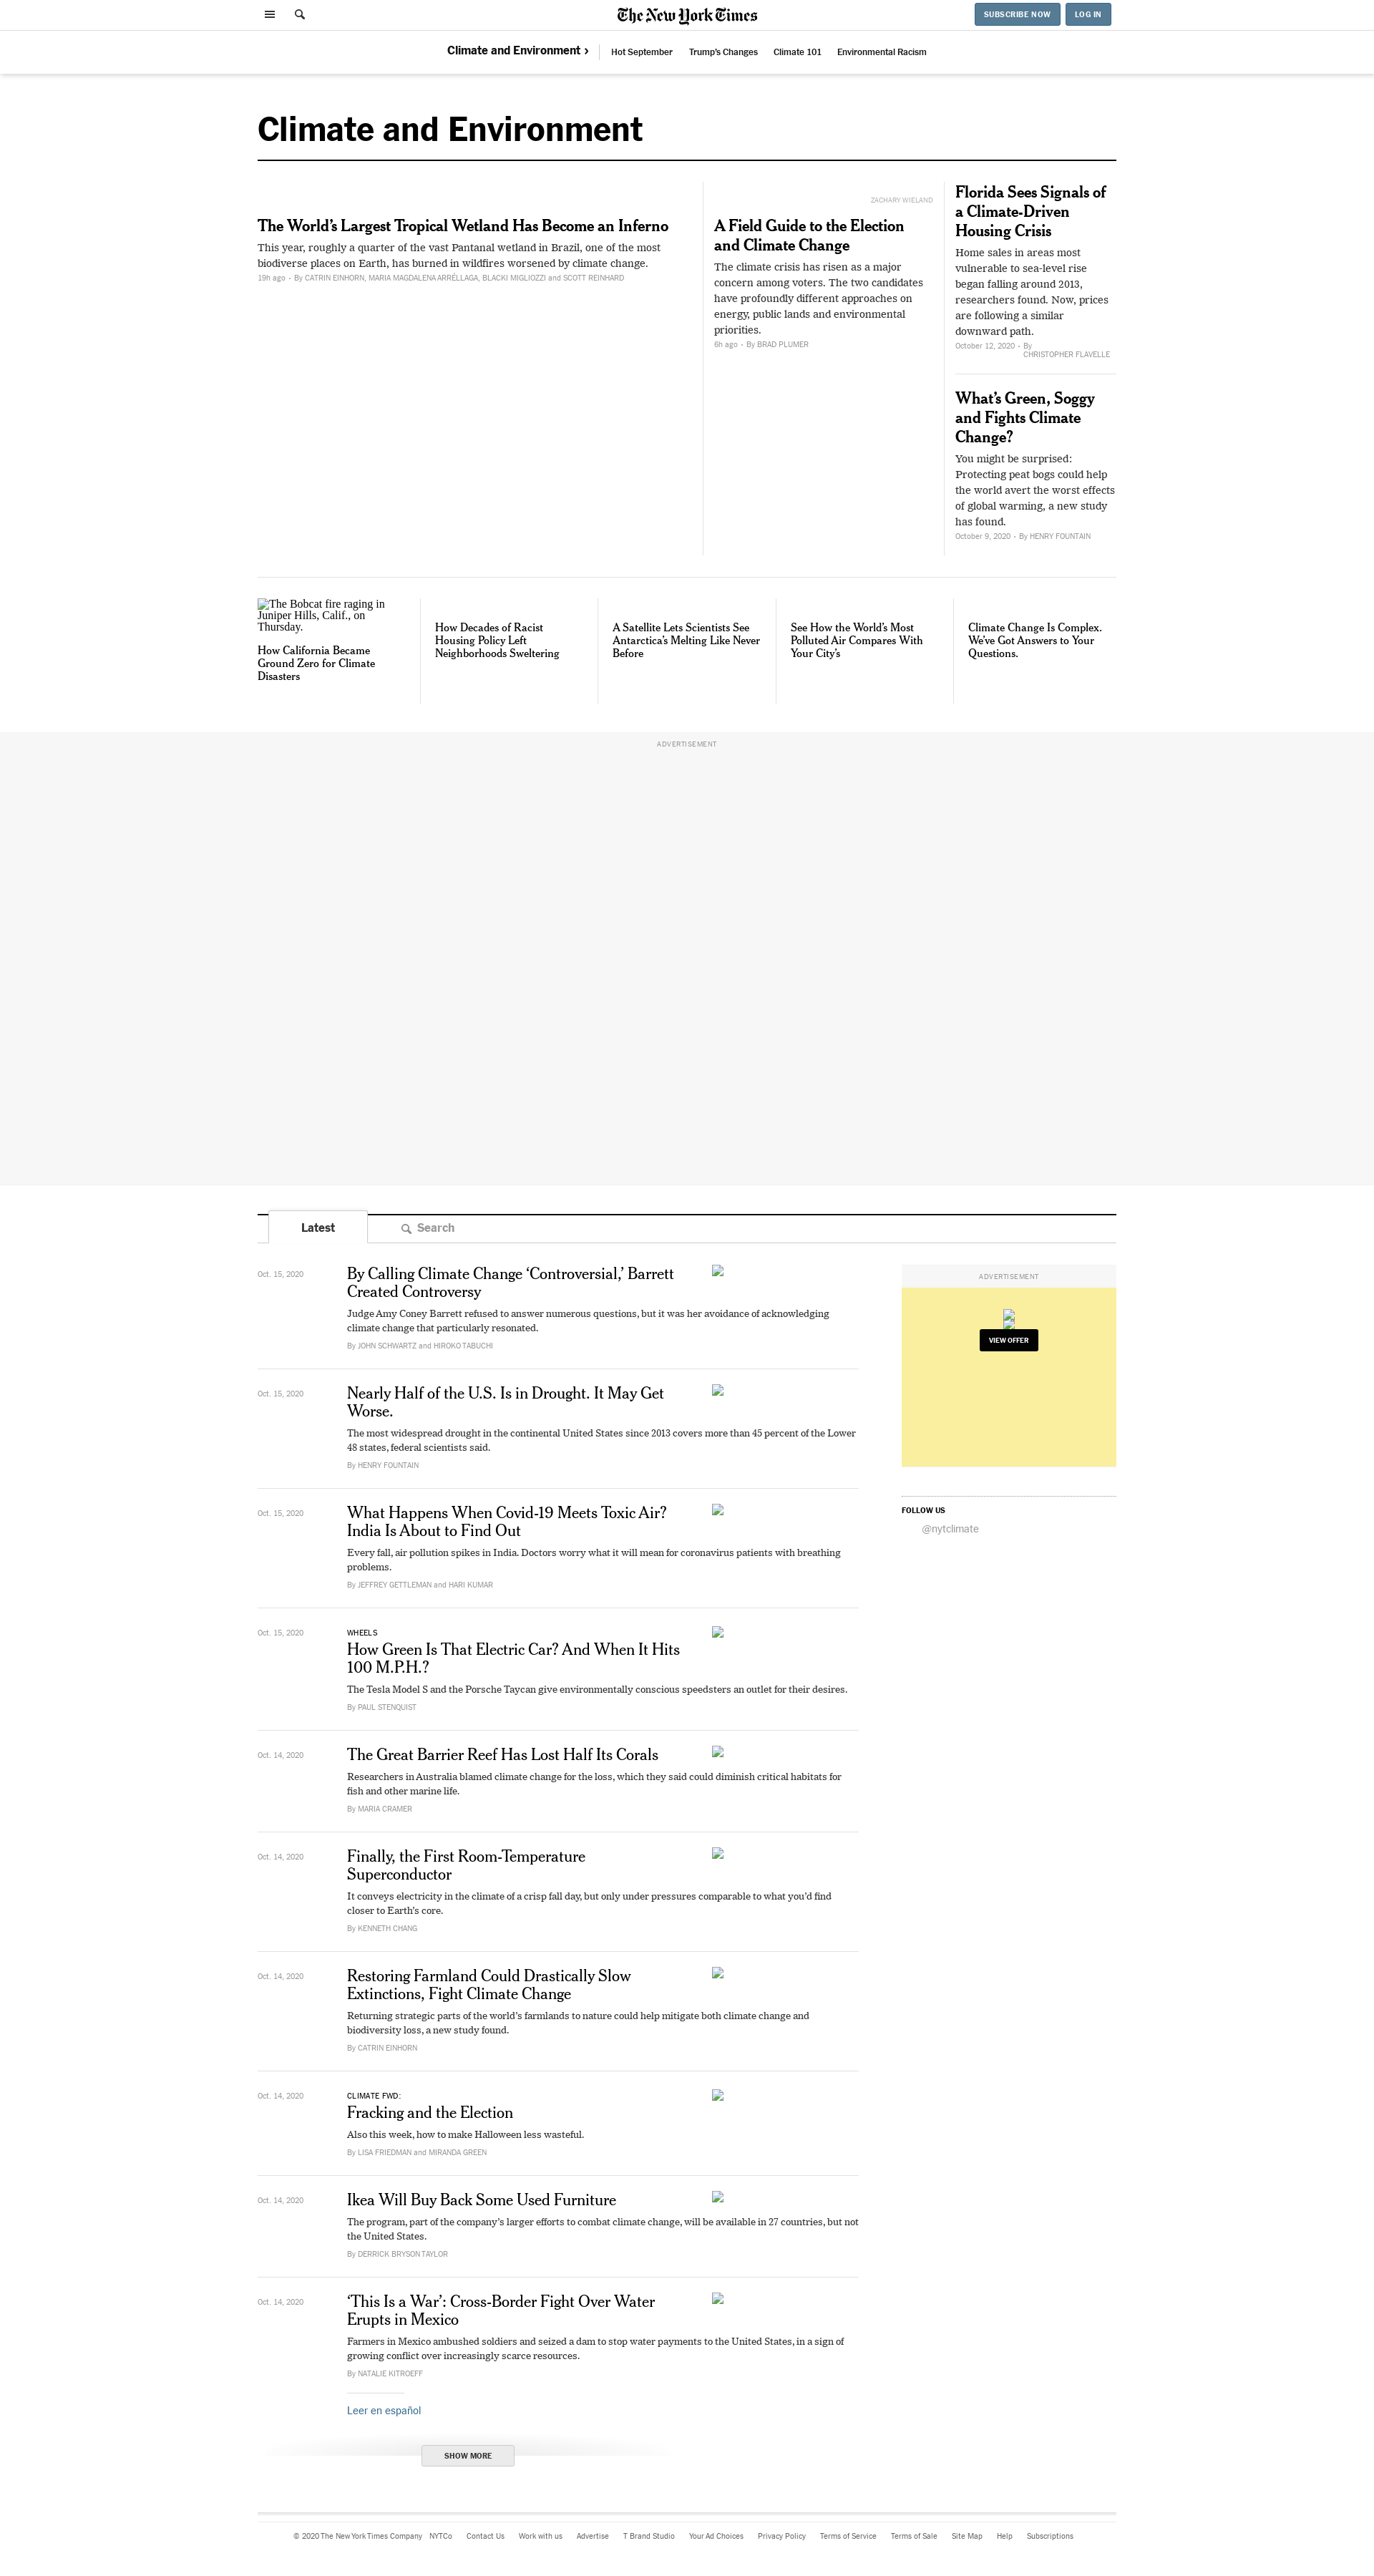 The New York Times
SUBSCRIBE NOW
LOG IN
Climate and Environment ›
Hot September
Trump's Changes
Climate 101
Environmental Racism
Climate and Environment
The World’s Largest Tropical Wetland Has Become an Inferno
This year, roughly a quarter of the vast Pantanal wetland in Brazil, one of the most
biodiverse places on Earth, has burned in wildfires worsened by climate change.
19h ago - By CATRIN EINHORN, MARIA MAGDALENA ARRÉLLAGA, BLACKI MIGLIOZZI and SCOTT REINHARD
ZACHARY WIELAND
A Field Guide to the Election
and Climate Change
The climate crisis has risen as a major
concern among voters. The two candidates
have profoundly different approaches on
energy, public lands and environmental
priorities.
6h ago - By BRAD PLUMER
Florida Sees Signals of
a Climate-Driven
Housing Crisis
Home sales in areas most
vulnerable to sea-level rise
began falling around 2013,
researchers found. Now, prices
are following a similar
downward path.
October 12, 2020 - By
CHRISTOPHER FLAVELLE
What’s Green, Soggy
and Fights Climate
Change?
You might be surprised:
Protecting peat bogs could help
the world avert the worst effects
of global warming, a new study
has found.
October 9, 2020 - By HENRY FOUNTAIN
The Bobcat fire raging in
Juniper Hills, Calif., on
Thursday.
How California Became
Ground Zero for Climate
Disasters
How Decades of Racist
Housing Policy Left
Neighborhoods Sweltering
A Satellite Lets Scientists See
Antarctica’s Melting Like Never
Before
See How the World’s Most
Polluted Air Compares With
Your City’s
Climate Change Is Complex.
We’ve Got Answers to Your
Questions.
ADVERTISEMENT
Latest
Search
Oct. 15, 2020
By Calling Climate Change ‘Controversial,’ Barrett
Created Controversy
Judge Amy Coney Barrett refused to answer numerous questions, but it was her avoidance of acknowledging
climate change that particularly resonated.
By JOHN SCHWARTZ and HIROKO TABUCHI
Oct. 15, 2020
Nearly Half of the U.S. Is in Drought. It May Get
Worse.
The most widespread drought in the continental United States since 2013 covers more than 45 percent of the Lower
48 states, federal scientists said.
By HENRY FOUNTAIN
Oct. 15, 2020
What Happens When Covid-19 Meets Toxic Air?
India Is About to Find Out
Every fall, air pollution spikes in India. Doctors worry what it will mean for coronavirus patients with breathing
problems.
By JEFFREY GETTLEMAN and HARI KUMAR
Oct. 15, 2020
WHEELS
How Green Is That Electric Car? And When It Hits
100 M.P.H.?
The Tesla Model S and the Porsche Taycan give environmentally conscious speedsters an outlet for their desires.
By PAUL STENQUIST
Oct. 14, 2020
The Great Barrier Reef Has Lost Half Its Corals
Researchers in Australia blamed climate change for the loss, which they said could diminish critical habitats for
fish and other marine life.
By MARIA CRAMER
Oct. 14, 2020
Finally, the First Room-Temperature
Superconductor
It conveys electricity in the climate of a crisp fall day, but only under pressures comparable to what you’d find
closer to Earth’s core.
By KENNETH CHANG
Oct. 14, 2020
Restoring Farmland Could Drastically Slow
Extinctions, Fight Climate Change
Returning strategic parts of the world’s farmlands to nature could help mitigate both climate change and
biodiversity loss, a new study found.
By CATRIN EINHORN
Oct. 14, 2020
CLIMATE FWD:
Fracking and the Election
Also this week, how to make Halloween less wasteful.
By LISA FRIEDMAN and MIRANDA GREEN
Oct. 14, 2020
Ikea Will Buy Back Some Used Furniture
The program, part of the company’s larger efforts to combat climate change, will be available in 27 countries, but not
the United States.
By DERRICK BRYSON TAYLOR
Oct. 14, 2020
‘This Is a War’: Cross-Border Fight Over Water
Erupts in Mexico
Farmers in Mexico ambushed soldiers and seized a dam to stop water payments to the United States, in a sign of
growing conflict over increasingly scarce resources.
By NATALIE KITROEFF
Leer en español
SHOW MORE
ADVERTISEMENT
VIEW OFFER
FOLLOW US
@nytclimate
© 2020 The New York Times Company
NYTCo
Contact Us
Work with us
Advertise
T Brand Studio
Your Ad Choices
Privacy Policy
Terms of Service
Terms of Sale
Site Map
Help
Subscriptions